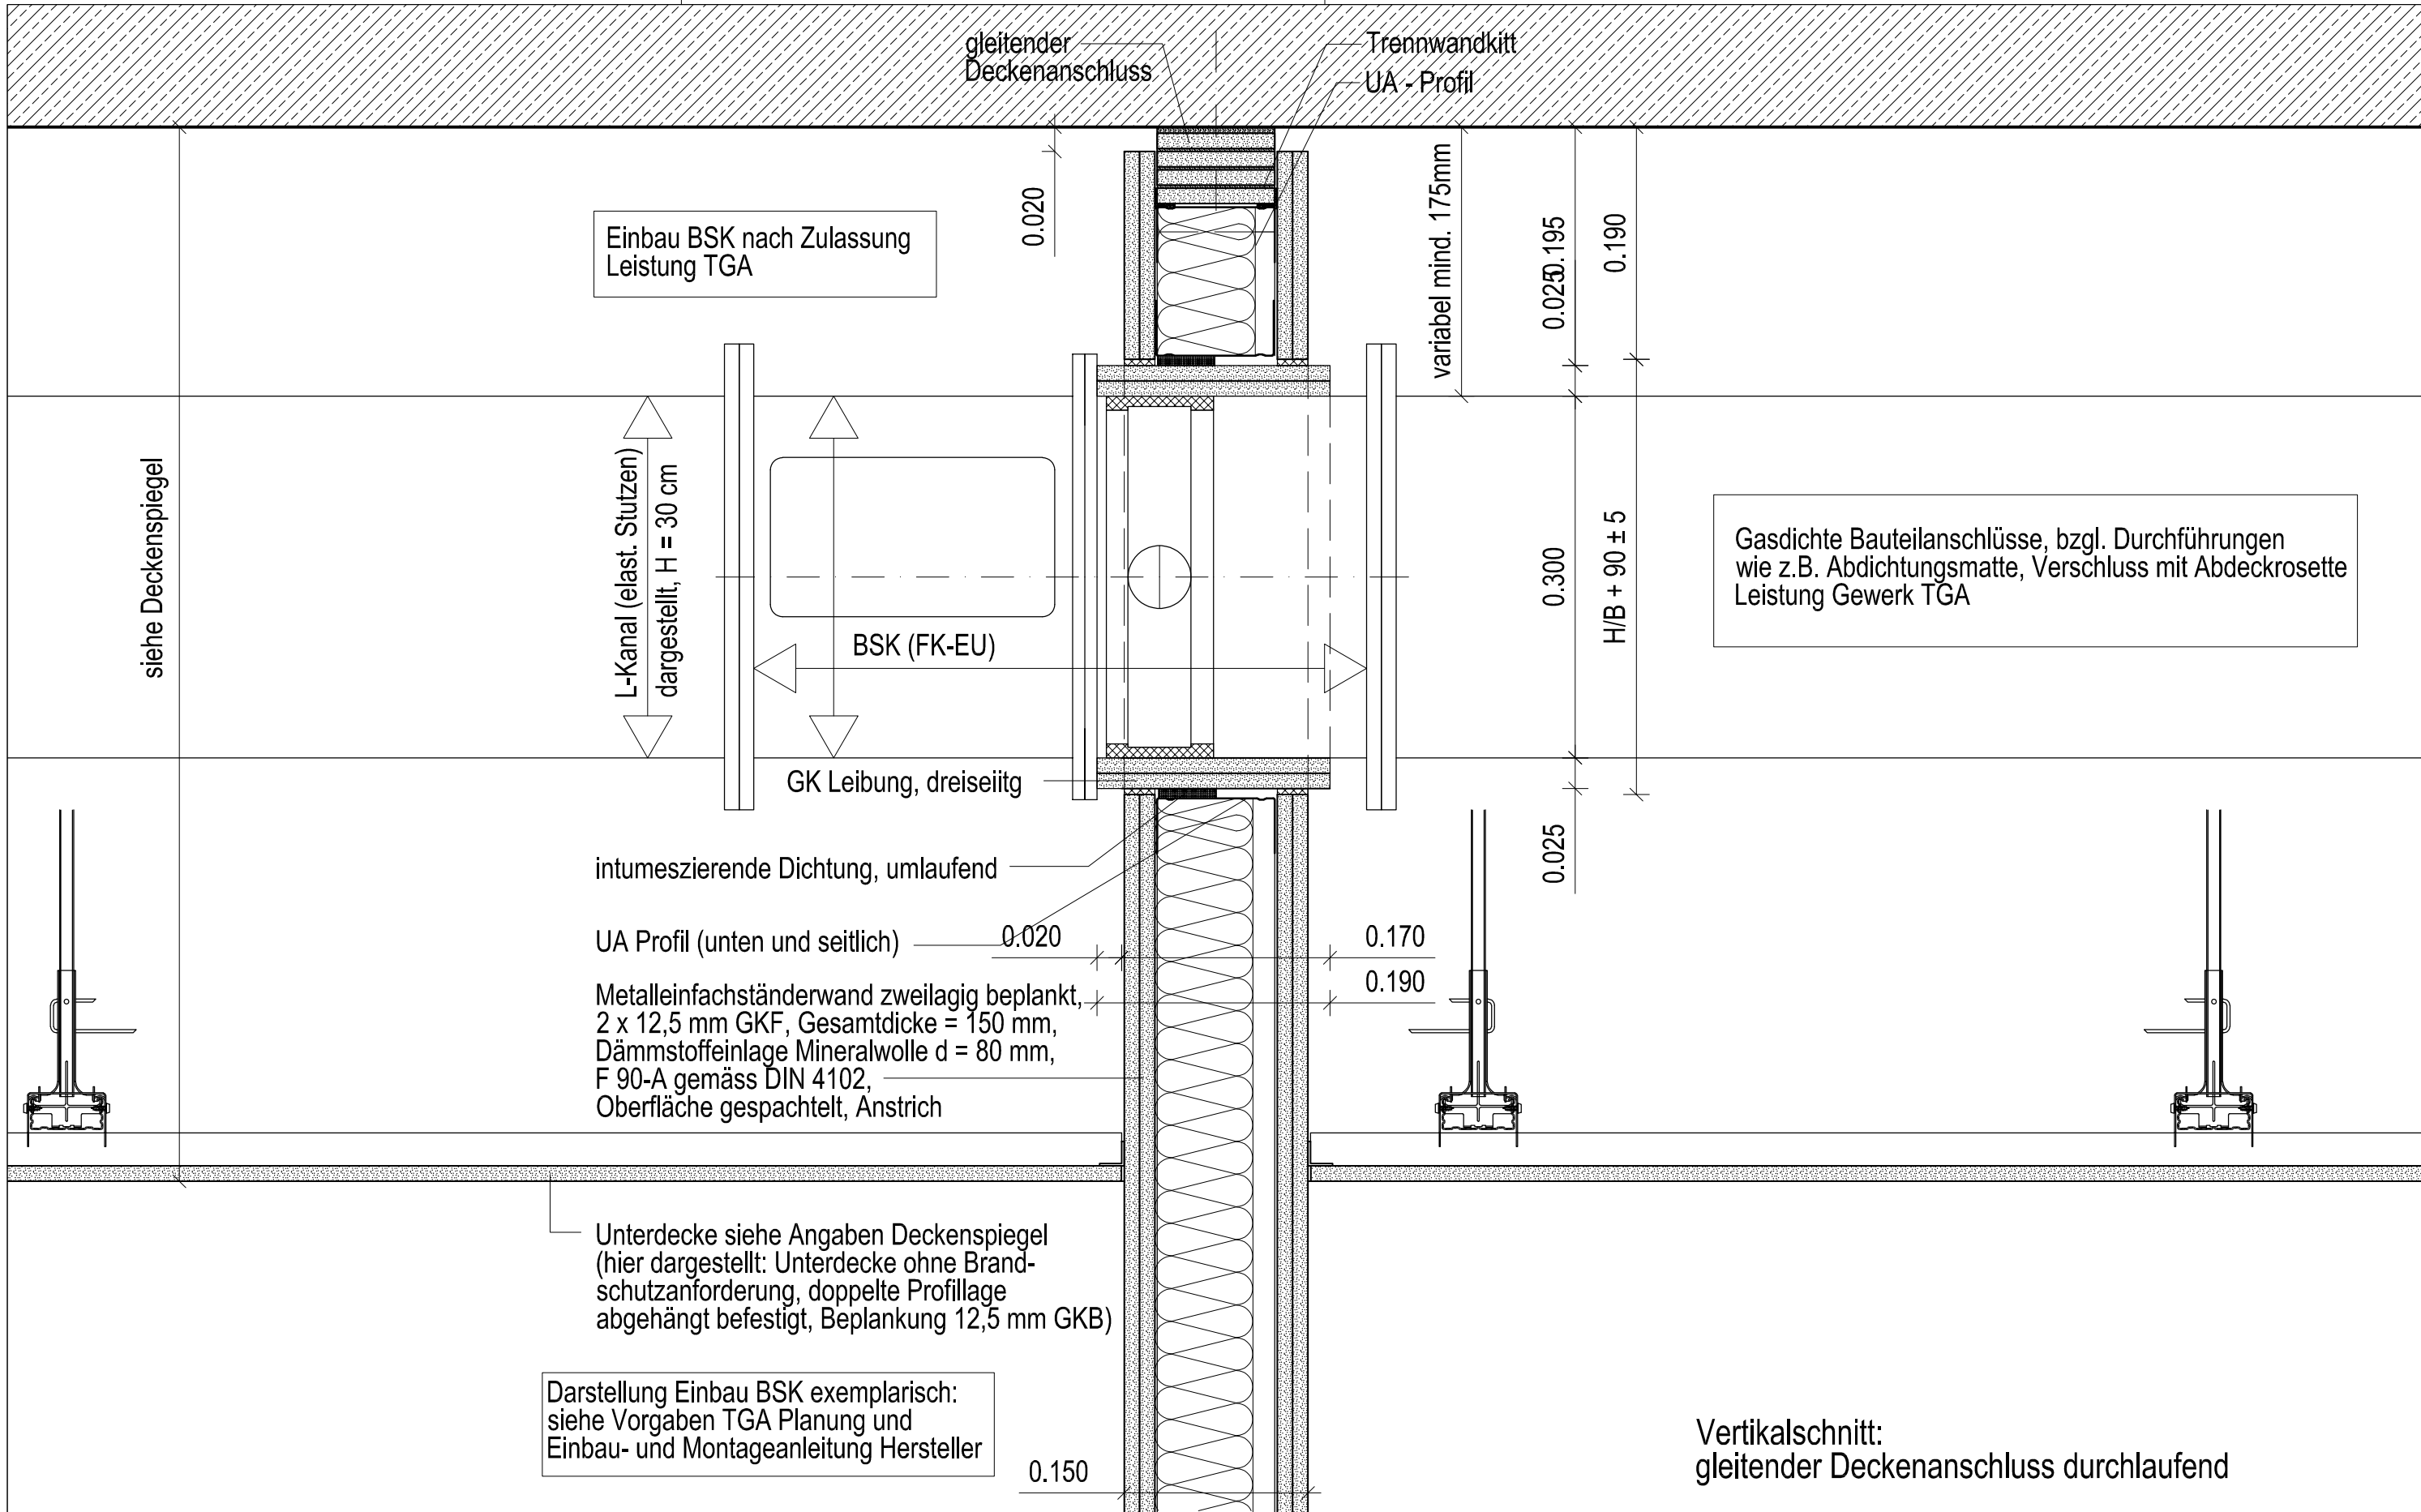 gleitender
Deckenanschluss
Trennwandkitt
UA - Profil
0.020
variabel mind. 175mm
0.195
0.025
0.190
Einbau BSK nach Zulassung
Leistung TGA
siehe Deckenspiegel
L-Kanal (elast. Stutzen)
dargestellt, H = 30 cm
BSK (FK-EU)
0.300
H/B + 90 ± 5
Gasdichte Bauteilanschlüsse, bzgl. Durchführungen
wie z.B. Abdichtungsmatte, Verschluss mit Abdeckrosette
Leistung Gewerk TGA
GK Leibung, dreiseiitg
0.025
intumeszierende Dichtung, umlaufend
UA Profil (unten und seitlich)
0.020
0.170
0.190
Metalleinfachständerwand zweilagig beplankt,
2 x 12,5 mm GKF, Gesamtdicke = 150 mm,
Dämmstoffeinlage Mineralwolle d = 80 mm,
F 90-A gemäss DIN 4102,
Oberfläche gespachtelt, Anstrich
Unterdecke siehe Angaben Deckenspiegel
(hier dargestellt: Unterdecke ohne Brand-
schutzanforderung, doppelte Profillage
abgehängt befestigt, Beplankung 12,5 mm GKB)
Darstellung Einbau BSK exemplarisch:
siehe Vorgaben TGA Planung und
Einbau- und Montageanleitung Hersteller
0.150
Vertikalschnitt:
gleitender Deckenanschluss durchlaufend